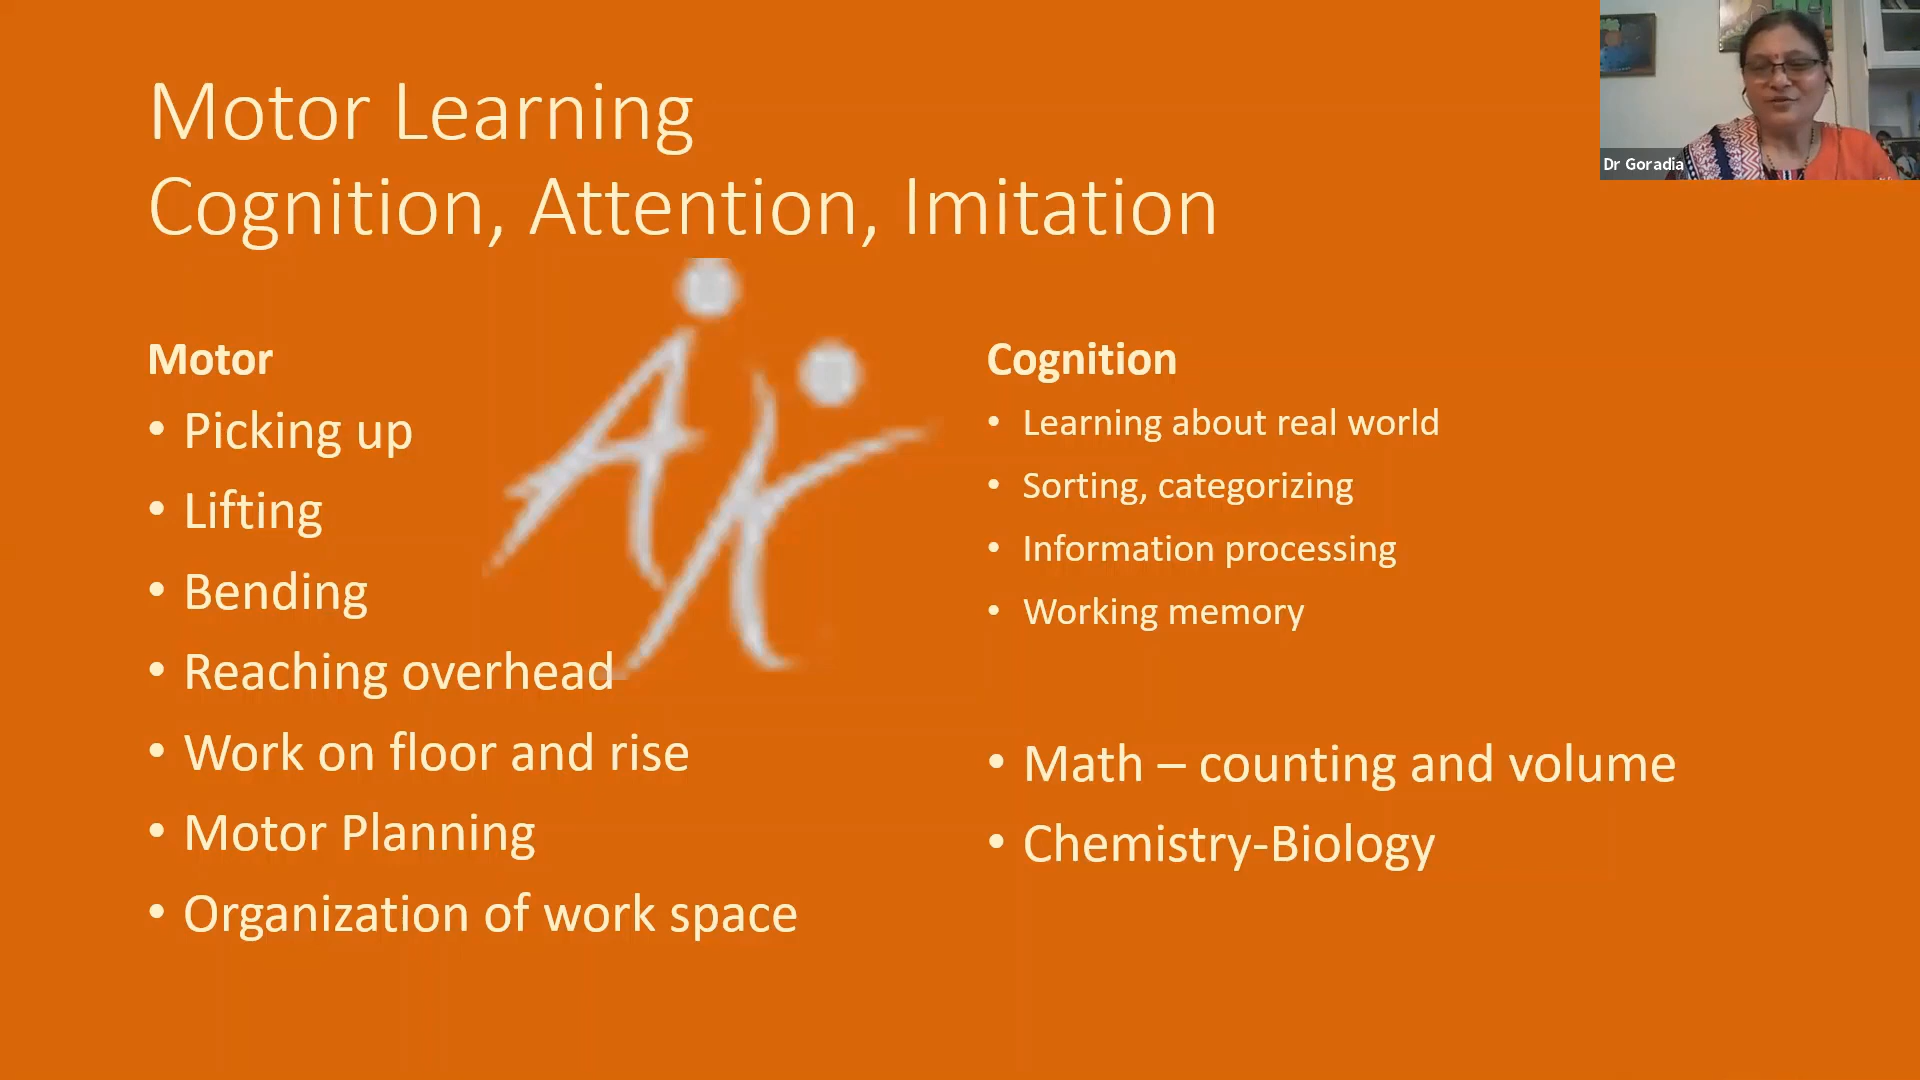 Motor Learning
Cognition, Attention, Imitation
Motor
• Picking up
• Lifting
• Bending
• Reaching overhead
• Work on floor and rise
• Motor Planning
• Organization of work space
AK
Cognition
• Learning about real world
• Sorting, categorizing
• Information processing
• Working memory
• Math – counting and volume
• Chemistry-Biology
Dr Goradia